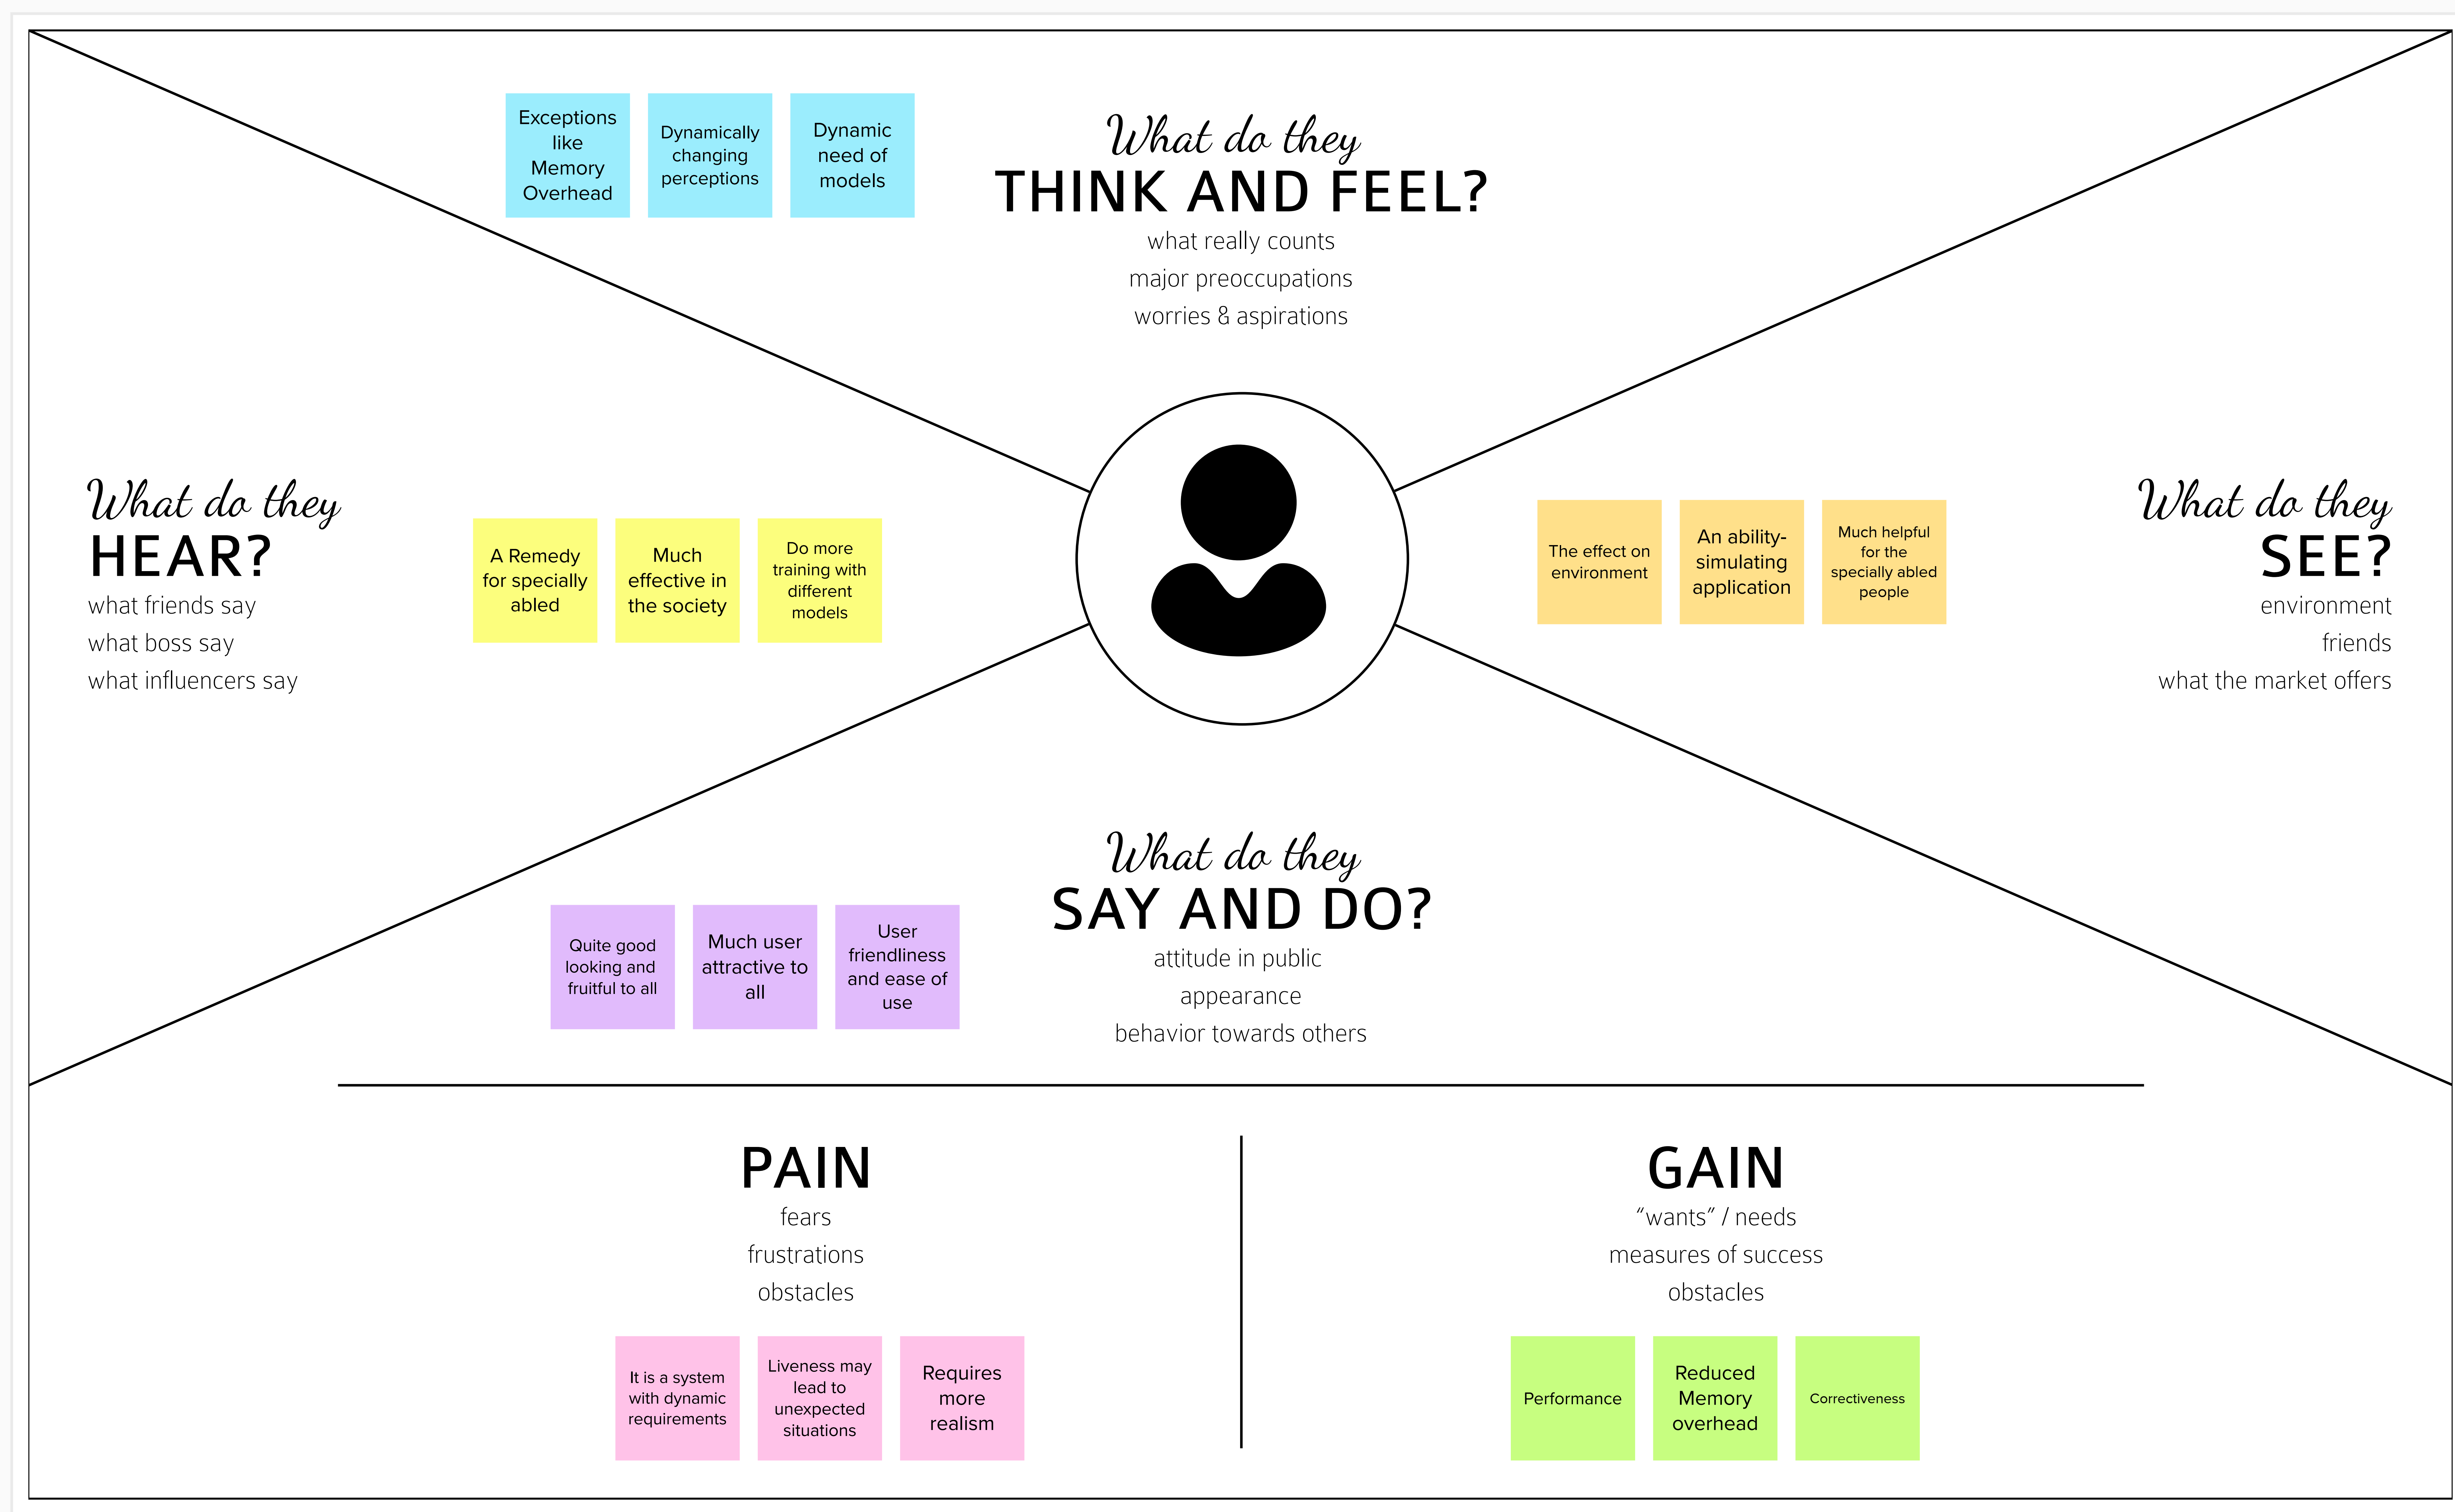 Exceptions
like
Memory
Overhead
Dynamically
changing
perceptions
Dynamic
need of
models
What do they
THINK AND FEEL?
what really counts
major preoccupations
worries & aspirations
What do they
HEAR?
what friends say
what boss say
what influencers say
A Remedy
for specially
abled
Much
effective in
the society
Do more
training with
different
models
The effect on
environment
An ability-
simulating
application
Much helpful
for the
specially abled
people
What do they
SEE?
environment
friends
what the market offers
What do they
SAY AND DO?
attitude in public
appearance
behavior towards others
Quite good
looking and
fruitful to all
Much user
attractive to
all
User
friendliness
and ease of
use
PAIN
fears
frustrations
obstacles
It is a system
with dynamic
requirements
Liveness may
lead to
unexpected
situations
Requires
more
realism
GAIN
“wants” / needs
measures of success
obstacles
Performance
Reduced
Memory
overhead
Correctiveness